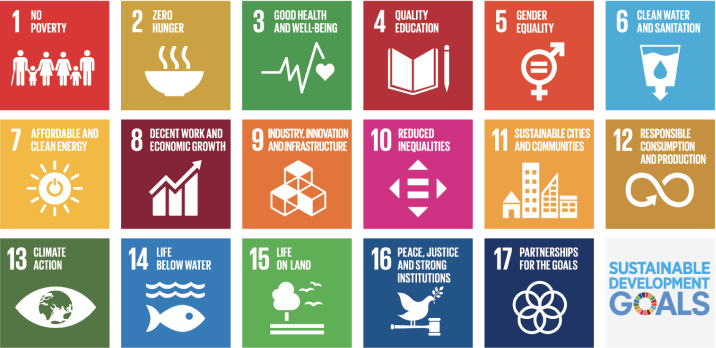 1 NO
POVERTY
2 ZERO
HUNGER
3 GOOD HEALTH
AND WELL-BEING
4 QUALITY
EDUCATION
5 GENDER
EQUALITY
6 CLEAN WATER
AND SANITATION
7 AFFORDABLE AND
CLEAN ENERGY
8 DECENT WORK AND
ECONOMIC GROWTH
9 INDUSTRY, INNOVATION
AND INFRASTRUCTURE
10 REDUCED
INEQUALITIES
11 SUSTAINABLE CITIES
AND COMMUNITIES
12 RESPONSIBLE
CONSUMPTION
AND PRODUCTION
13 CLIMATE
ACTION
14 LIFE
BELOW WATER
15 LIFE
ON LAND
16 PEACE, JUSTICE
AND STRONG
INSTITUTIONS
17 PARTNERSHIPS
FOR THE GOALS
SUSTAINABLE
DEVELOPMENT
GOALS